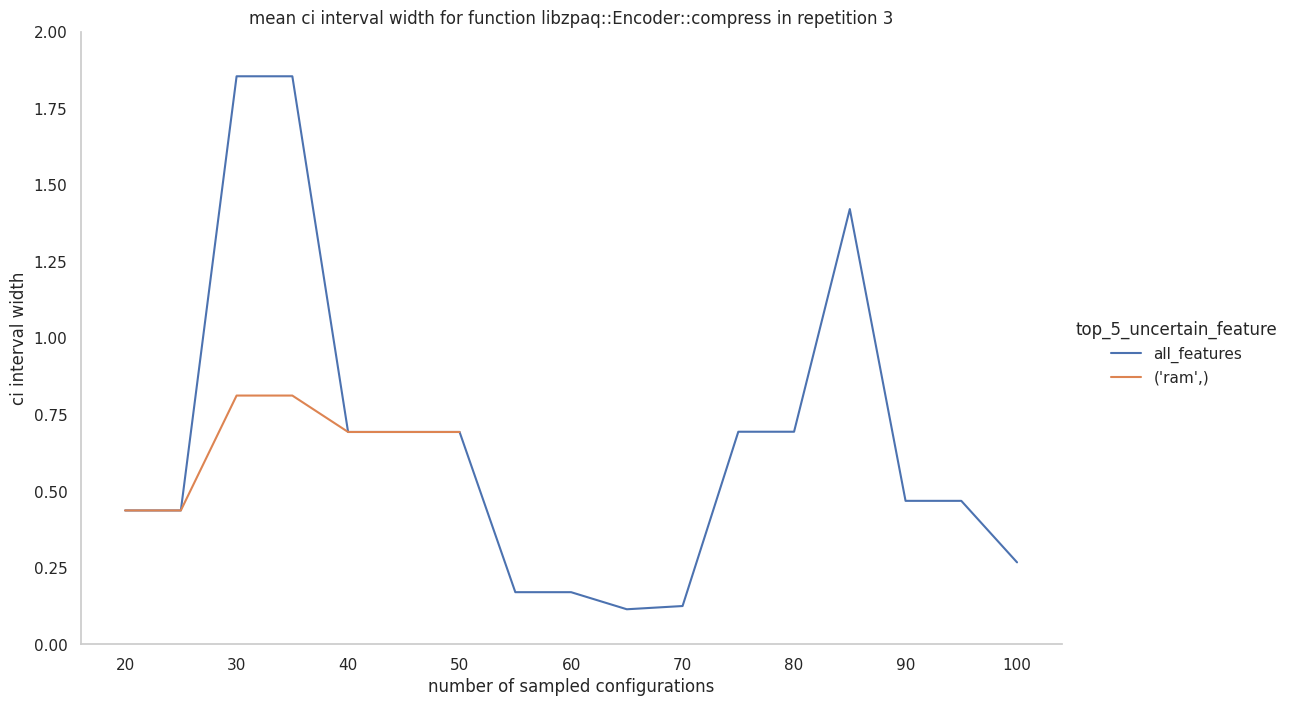 mean ci interval width for function libzpaq::Encoder::compress in repetition 3
2.00
1.75
1.50
1.25
1.00
0.75
0.50
0.25
0.00
ci interval width
20 30 40 50 60 70 80 90 100
number of sampled configurations
top_5_uncertain_feature
all_features
('ram',)